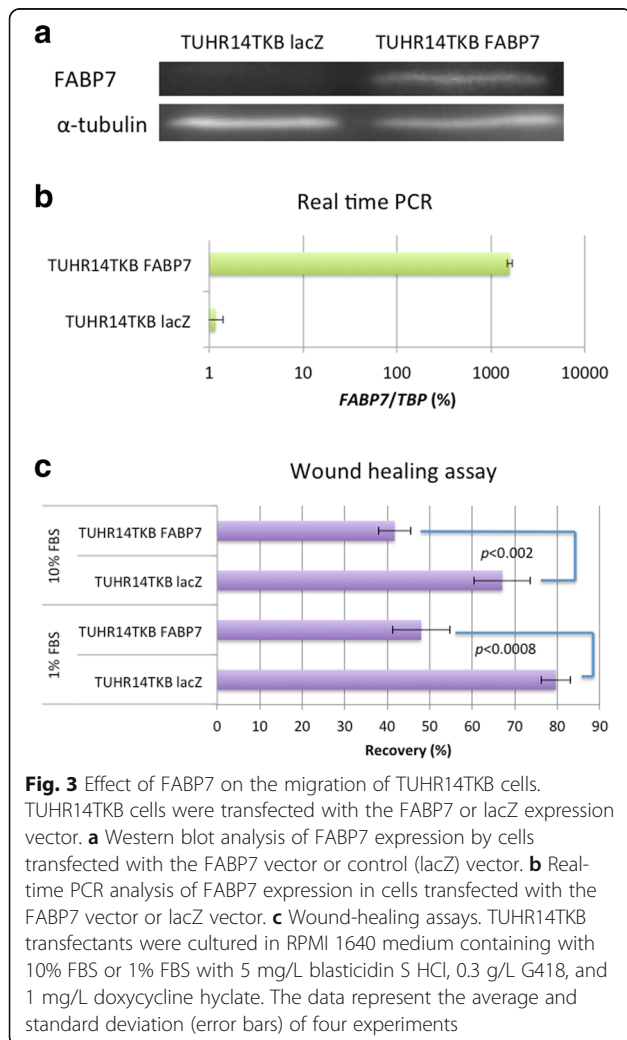 a
TUHR14TKB lacZ TUHR14TKB FABP7
FABP7
α-tubulin
b
Real time PCR
TUHR14TKB FABP7
TUHR14TKB lacZ
1 10 100 1000 10000
FABP7/TBP (%)
c
Wound healing assay
10% FBS
TUHR14TKB FABP7
p<0.002
TUHR14TKB lacZ
1% FBS
TUHR14TKB FABP7
p<0.0008
TUHR14TKB lacZ
0 10 20 30 40 50 60 70 80 90
Recovery (%)
Fig. 3 Effect of FABP7 on the migration of TUHR14TKB cells.
TUHR14TKB cells were transfected with the FABP7 or lacZ expression
vector. a Western blot analysis of FABP7 expression by cells
transfected with the FABP7 vector or control (lacZ) vector. b Real-
time PCR analysis of FABP7 expression in cells transfected with the
FABP7 vector or lacZ vector. c Wound-healing assays. TUHR14TKB
transfectants were cultured in RPMI 1640 medium containing with
10% FBS or 1% FBS with 5 mg/L blasticidin S HCl, 0.3 g/L G418, and
1 mg/L doxycycline hyclate. The data represent the average and
standard deviation (error bars) of four experiments